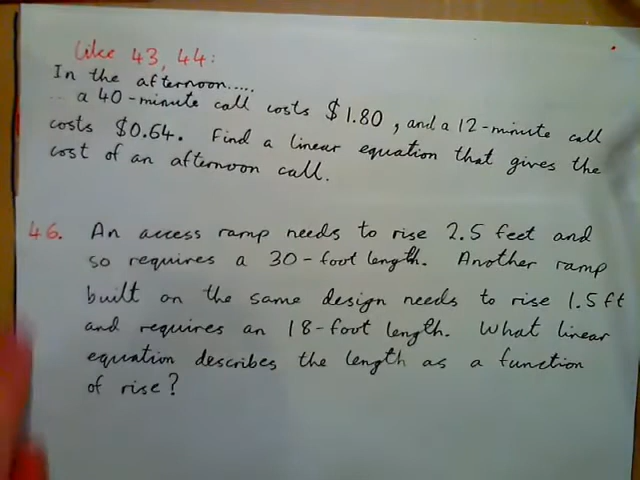 Like 43, 44:
In the afternoon.....
.. a 40-minute call costs $1.80, and a 12-minute call
costs $0.64. Find a linear equation that gives the
cost of an afternoon call.
46. An access ramp needs to rise 2.5 feet and
so requires a 30-foot length. Another ramp
built on the same design needs to rise 1.5 ft
and requires an 18-foot length. What linear
equation describes the length as a function
of rise?